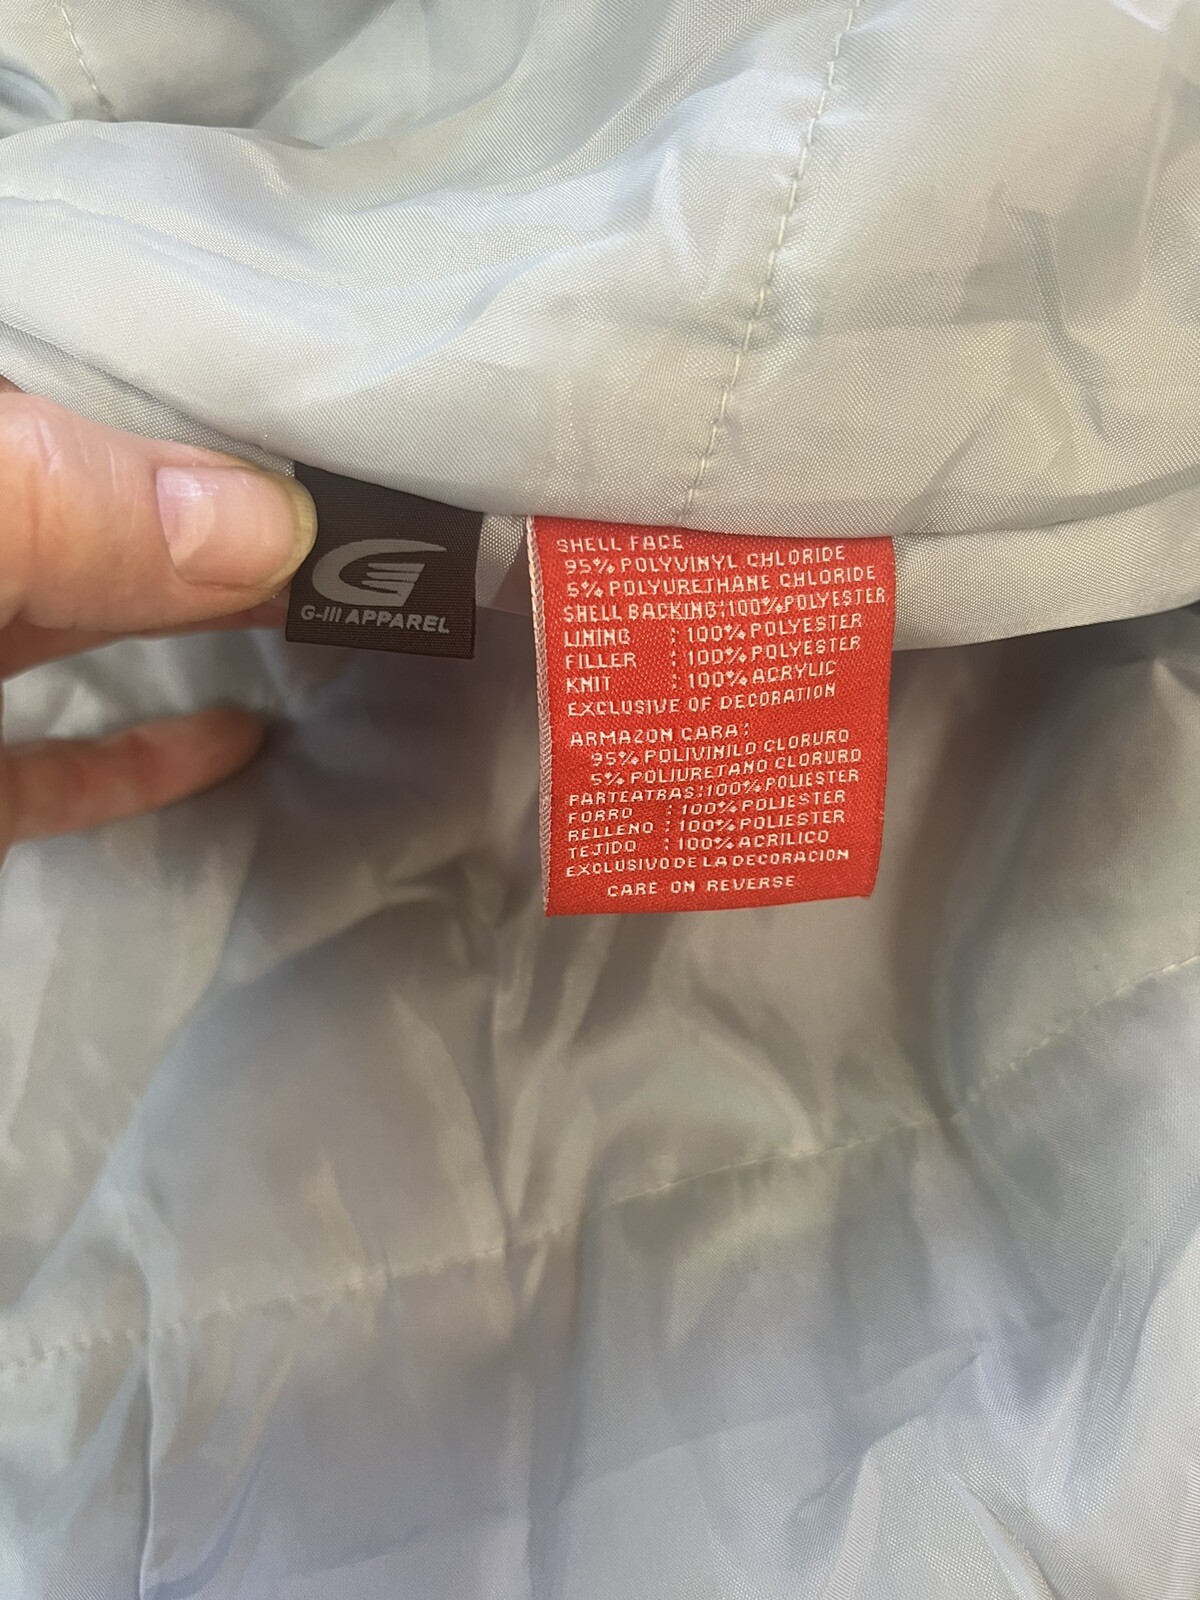 G-III APPAREL
SHELL FACE
95% POLYVINYL CHLORIDE
5% POLYURETHANE CHLORIDE
SHELL BACKING:100%POLYESTER
LINING : 100% POLYESTER
FILLER : 100% POLYESTER
KNIT : 100% ACRYLIC
EXCLUSIVE OF DECORATION
ARMAZON CARA:
95% POLIVINILO CLORURO
5% POLIURETANO CLORURO
PARTEATRAS:100% POLIESTER
FORRO : 100% POLIESTER
RELLENO : 100% POLIESTER
TEJIDO : 100% ACRILICO
EXCLUSIVO DE LA DECORACION
CARE ON REVERSE